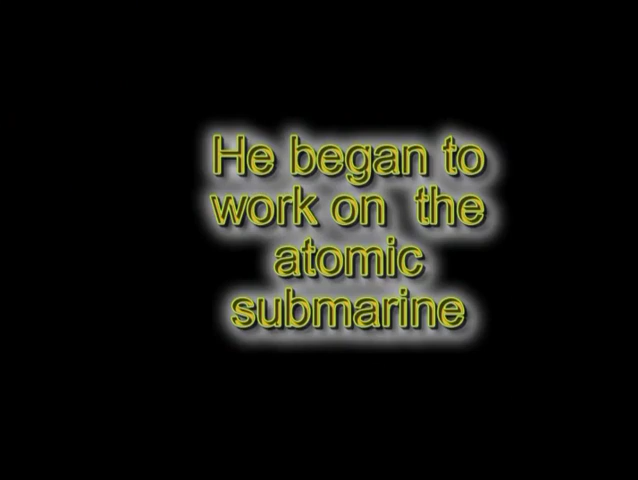 He began to
work on  the
atomic
submarine